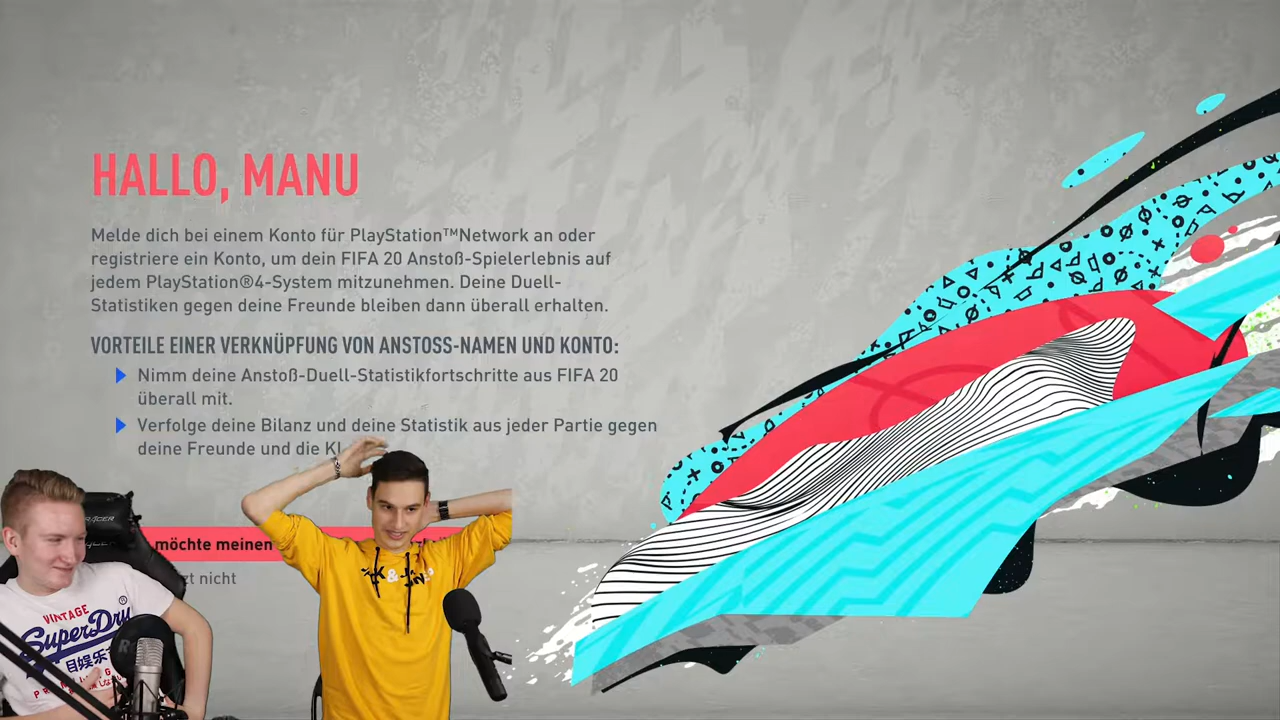 HALLO, MANU
Melde dich bei einem Konto für PlayStation™Network an oder
registriere ein Konto, um dein FIFA 20 Anstoß-Spielerlebnis auf
jedem PlayStation®4-System mitzunehmen. Deine Duell-
Statistiken gegen deine Freunde bleiben dann überall erhalten.
VORTEILE EINER VERKNÜPFUNG VON ANSTOSS-NAMEN UND KONTO:
Nimm deine Anstoß-Duell-Statistikfortschritte aus FIFA 20
überall mit.
Verfolge deine Bilanz und deine Statistik aus jeder Partie gegen
deine Freunde und die KI
möchte meinen
nicht
VINTAGE
SuperDry